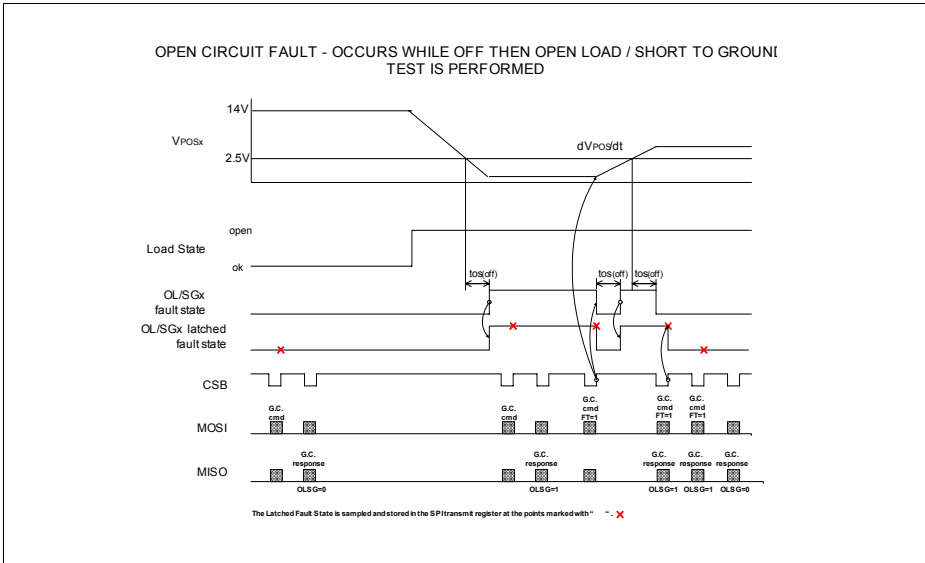 OPEN CIRCUIT FAULT - OCCURS WHILE OFF THEN OPEN LOAD / SHORT TO GROUND
TEST IS PERFORMED
14V
VPOSx
dVPOS/dt
2.5V
open
Load State
ok
tos(off) tos(off) tos(off)
OL/SGx
fault state
OL/SGx latched
fault state
CSB
G.C. cmd
G.C. cmd
G.C. cmd FT=1
G.C. cmd FT=1
G.C. cmd FT=1
MOSI
G.C. response
G.C. response
G.C. response
G.C. response
G.C. response
MISO
OLSG=0 OLSG=1 OLSG=1 OLSG=1 OLSG=0
The Latched Fault State is sampled and stored in the SPI transmit register at the points marked with “ ” .